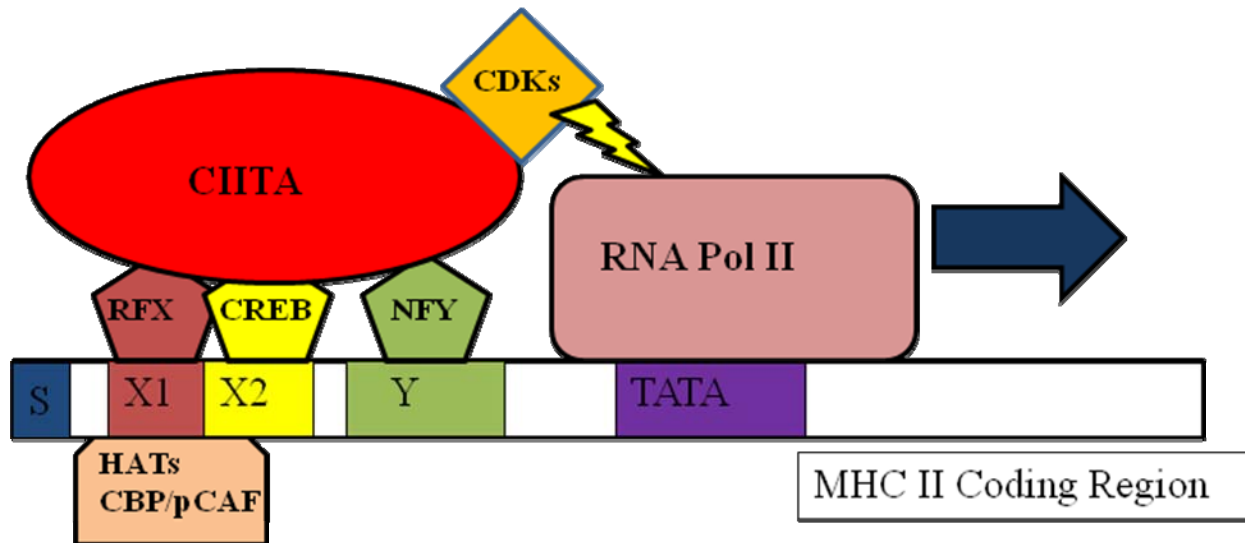 CDKs
CIITA
RNA Pol II
RFX
CREB
NFY
S
X1
X2
Y
TATA
HATs
CBP/pCAF
MHC II Coding Region